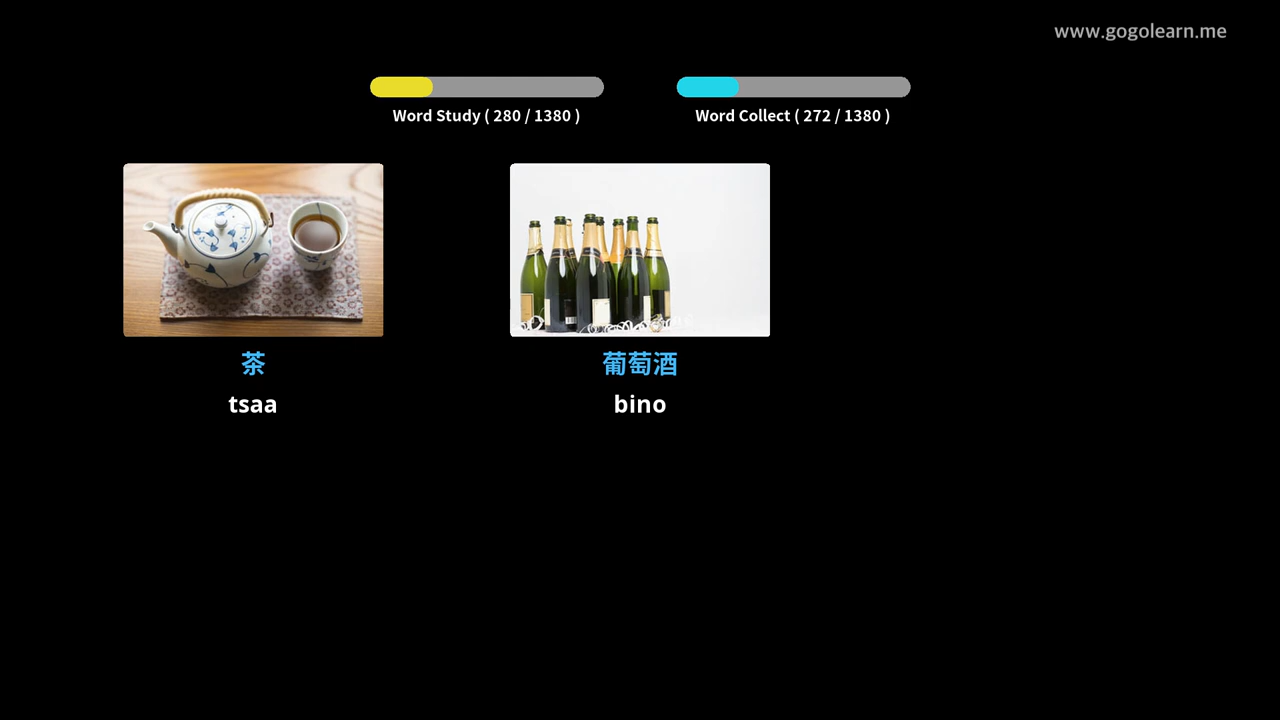 www.gogolearn.me
Word Study ( 280 / 1380 )
Word Collect ( 272 / 1380 )
茶
tsaa
葡萄酒
bino